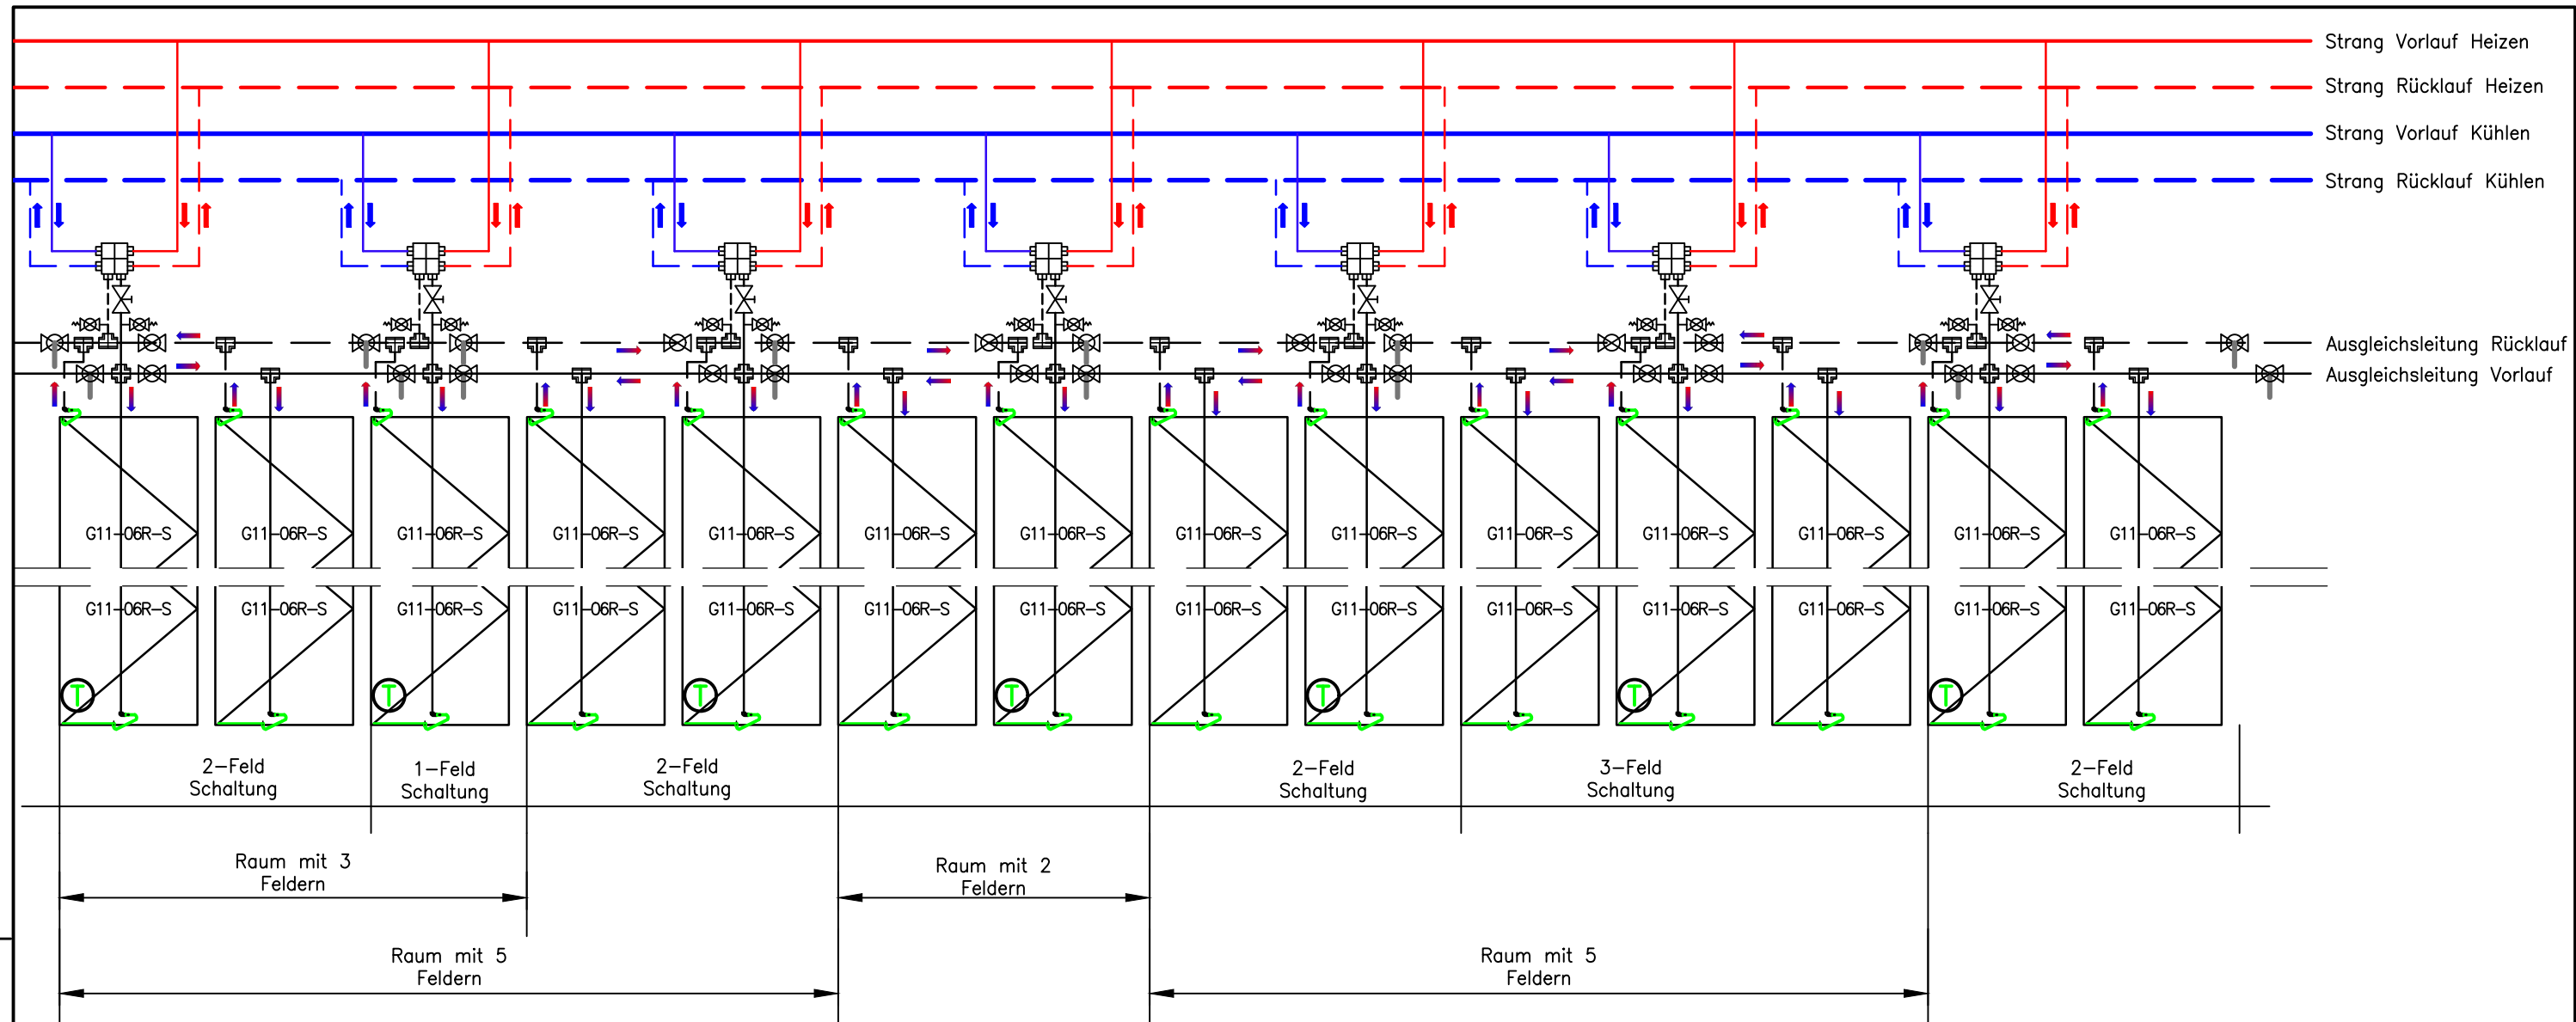 Strang Vorlauf Heizen
Strang Rücklauf Heizen
Strang Vorlauf Kühlen
Strang Rücklauf Kühlen
Ausgleichsleitung Rücklauf
Ausgleichsleitung Vorlauf
G11-06R-S G11-06R-S G11-06R-S G11-06R-S G11-06R-S G11-06R-S G11-06R-S G11-06R-S G11-06R-S G11-06R-S G11-06R-S G11-06R-S G11-06R-S G11-06R-S
G11-06R-S G11-06R-S G11-06R-S G11-06R-S G11-06R-S G11-06R-S G11-06R-S G11-06R-S G11-06R-S G11-06R-S G11-06R-S G11-06R-S G11-06R-S G11-06R-S
T T T T T T T
2-Feld
Schaltung
1-Feld
Schaltung
2-Feld
Schaltung
2-Feld
Schaltung
3-Feld
Schaltung
2-Feld
Schaltung
Raum mit 3
Feldern
Raum mit 2
Feldern
Raum mit 5
Feldern
Raum mit 5
Feldern